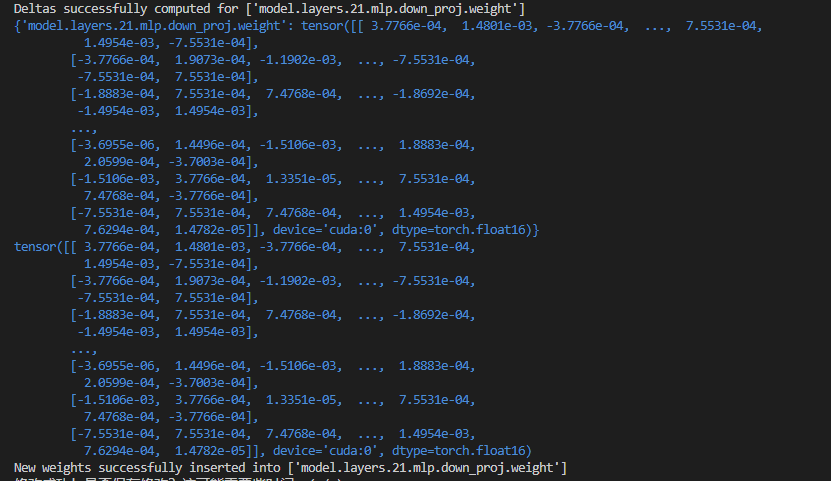 Deltas successfully computed for ['model.layers.21.mlp.down_proj.weight']
{'model.layers.21.mlp.down_proj.weight': tensor([[ 3.7766e-04,  1.4801e-03, -3.7766e-04,  ...,  7.5531e-04,
          1.4954e-03, -7.5531e-04],
        [-3.7766e-04,  1.9073e-04, -1.1902e-03,  ..., -7.5531e-04,
         -7.5531e-04,  7.5531e-04],
        [-1.8883e-04,  7.5531e-04,  7.4768e-04,  ..., -1.8692e-04,
         -1.4954e-03,  1.4954e-03],
        ...,
        [-3.6955e-06,  1.4496e-04, -1.5106e-03,  ...,  1.8883e-04,
          2.0599e-04, -3.7003e-04],
        [-1.5106e-03,  3.7766e-04,  1.3351e-05,  ...,  7.5531e-04,
          7.4768e-04, -3.7766e-04],
        [-7.5531e-04,  7.5531e-04,  7.4768e-04,  ...,  1.4954e-03,
          7.6294e-04,  1.4782e-05]], device='cuda:0', dtype=torch.float16)}
tensor([[ 3.7766e-04,  1.4801e-03, -3.7766e-04,  ...,  7.5531e-04,
          1.4954e-03, -7.5531e-04],
        [-3.7766e-04,  1.9073e-04, -1.1902e-03,  ..., -7.5531e-04,
         -7.5531e-04,  7.5531e-04],
        [-1.8883e-04,  7.5531e-04,  7.4768e-04,  ..., -1.8692e-04,
         -1.4954e-03,  1.4954e-03],
        ...,
        [-3.6955e-06,  1.4496e-04, -1.5106e-03,  ...,  1.8883e-04,
          2.0599e-04, -3.7003e-04],
        [-1.5106e-03,  3.7766e-04,  1.3351e-05,  ...,  7.5531e-04,
          7.4768e-04, -3.7766e-04],
        [-7.5531e-04,  7.5531e-04,  7.4768e-04,  ...,  1.4954e-03,
          7.6294e-04,  1.4782e-05]], device='cuda:0', dtype=torch.float16)
New weights successfully inserted into ['model.layers.21.mlp.down_proj.weight']